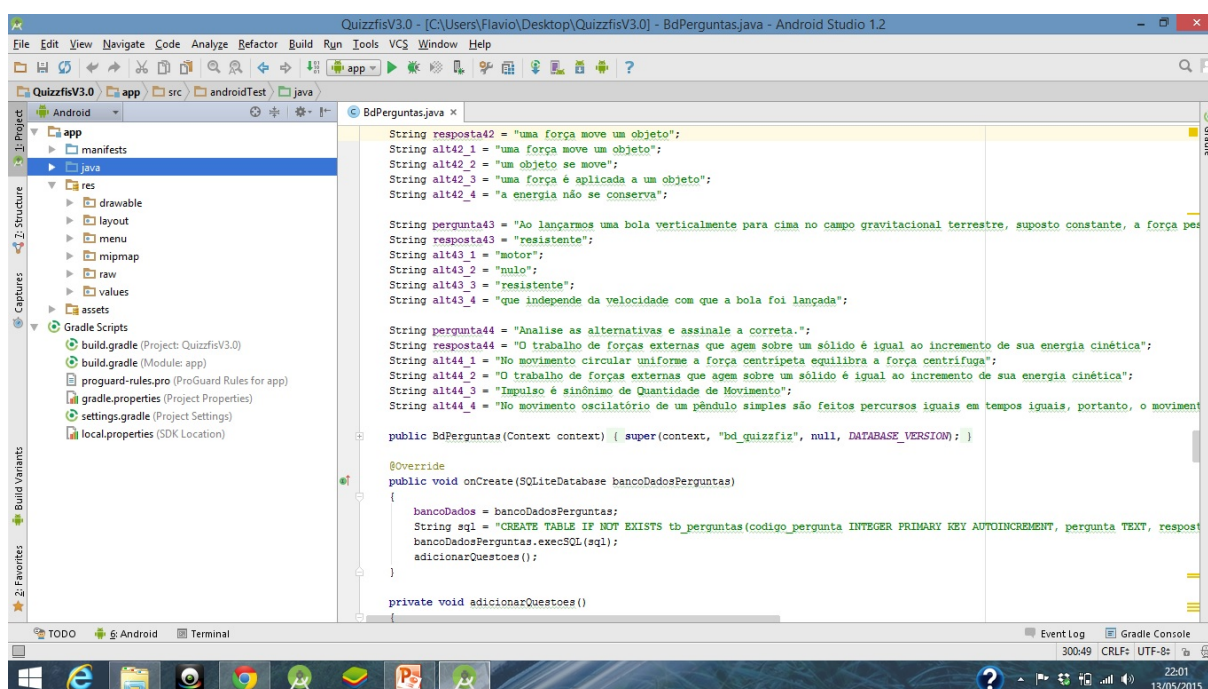 QuizzfisV3.0 - [C:\Users\Flavio\Desktop\QuizzfisV3.0] - BdPerguntas.java - Android Studio 1.2
File Edit View Navigate Code Analyze Refactor Build Run Tools VCS Window Help
app
QuizzfisV3.0 app src androidTest java
1: Project
7: Structure
Captures
Build Variants
2: Favorites
Android
app
manifests
java
res
drawable
layout
menu
mipmap
raw
values
assets
Gradle Scripts
build.gradle (Project: QuizzfisV3.0)
build.gradle (Module: app)
proguard-rules.pro (ProGuard Rules for app)
gradle.properties (Project Properties)
settings.gradle (Project Settings)
local.properties (SDK Location)
BdPerguntas.java
String resposta42 = "uma força move um objeto";
String alt42_1 = "uma força move um objeto";
String alt42_2 = "um objeto se move";
String alt42_3 = "uma força é aplicada a um objeto";
String alt42_4 = "a energia não se conserva";
String pergunta43 = "Ao lançarmos uma bola verticalmente para cima no campo gravitacional terrestre, suposto constante, a força pes
String resposta43 = "resistente";
String alt43_1 = "motor";
String alt43_2 = "nulo";
String alt43_3 = "resistente";
String alt43_4 = "que independe da velocidade com que a bola foi lançada";
String pergunta44 = "Analise as alternativas e assinale a correta.";
String resposta44 = "O trabalho de forças externas que agem sobre um sólido é igual ao incremento de sua energia cinética";
String alt44_1 = "No movimento circular uniforme a força centrípeta equilibra a força centrífuga";
String alt44_2 = "O trabalho de forças externas que agem sobre um sólido é igual ao incremento de sua energia cinética";
String alt44_3 = "Impulso é sinônimo de Quantidade de Movimento";
String alt44_4 = "No movimento oscilatório de um pêndulo simples são feitos percursos iguais em tempos iguais, portanto, o moviment
public BdPerguntas(Context context) { super(context, "bd_quizzfiz", null, DATABASE_VERSION); }
@Override
public void onCreate(SQLiteDatabase bancoDadosPerguntas)
{
bancoDados = bancoDadosPerguntas;
String sql = "CREATE TABLE IF NOT EXISTS tb_perguntas(codigo_pergunta INTEGER PRIMARY KEY AUTOINCREMENT, pergunta TEXT, respost
bancoDadosPerguntas.execSQL(sql);
adicionarQuestoes();
}
private void adicionarQuestoes()
{
TODO 6: Android Terminal Event Log Gradle Console
300:49 CRLF÷ UTF-8÷
22:01
13/05/2015